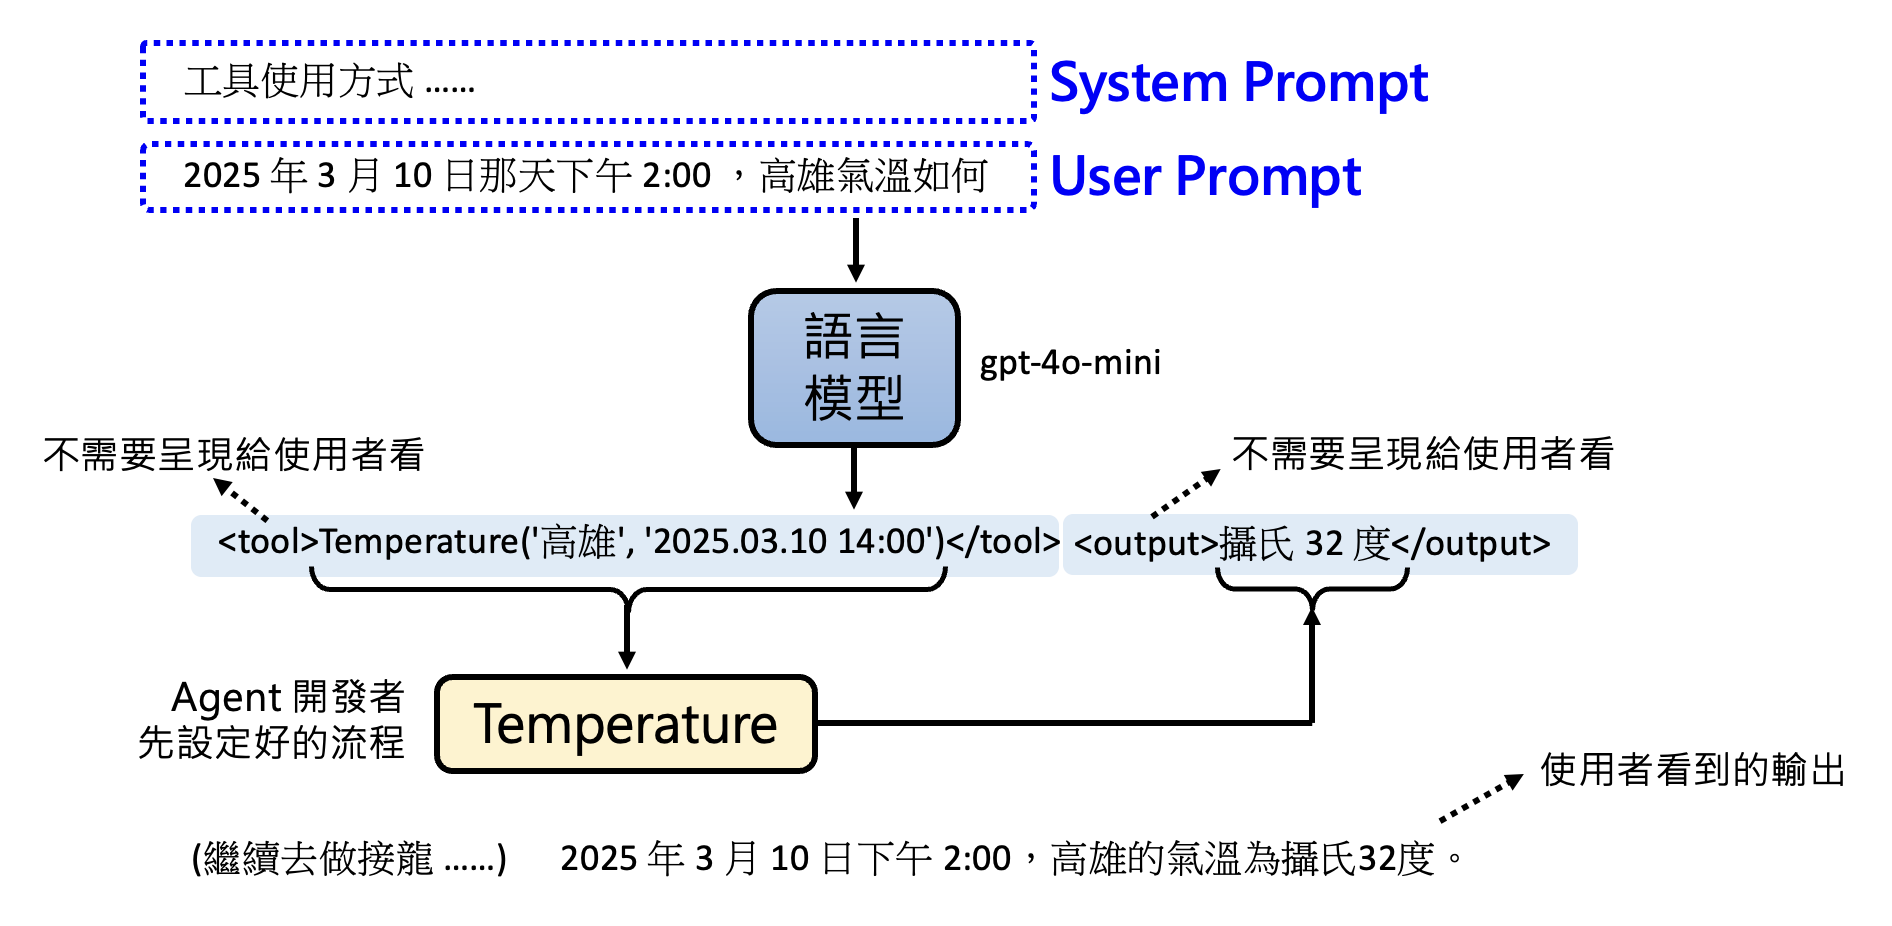 工具使用方式 ......
System Prompt
2025 年 3 月 10 日那天下午 2:00 ，高雄氣溫如何
User Prompt
語言
模型
gpt-4o-mini
不需要呈現給使用者看
不需要呈現給使用者看
<tool>Temperature('高雄', '2025.03.10 14:00')</tool>
<output>攝氏 32 度</output>
Agent 開發者
先設定好的流程
Temperature
使用者看到的輸出
(繼續去做接龍 ......)
2025 年 3 月 10 日下午 2:00，高雄的氣溫為攝氏32度。